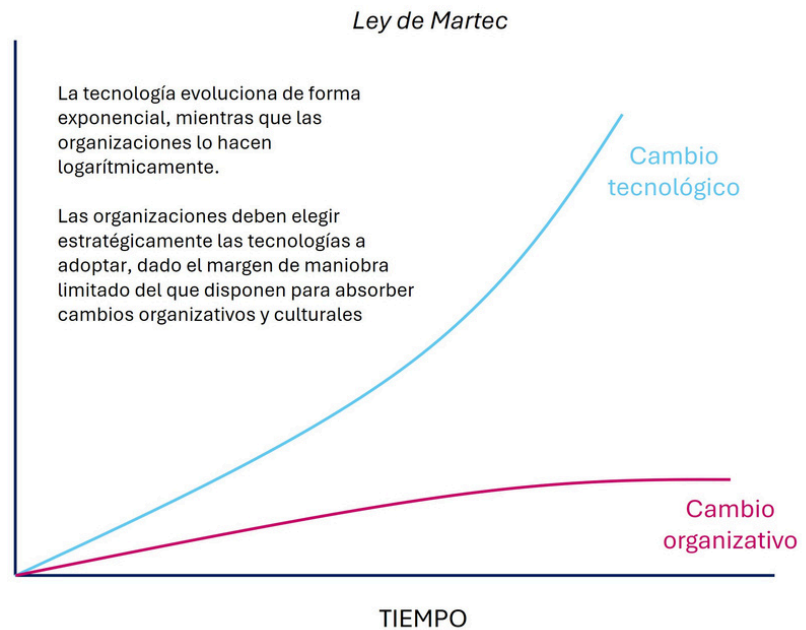 Ley de Martec
La tecnología evoluciona de forma
exponencial, mientras que las
organizaciones lo hacen
logarítmicamente.
Las organizaciones deben elegir
estratégicamente las tecnologías a
adoptar, dado el margen de maniobra
limitado del que disponen para absorber
cambios organizativos y culturales
Cambio
tecnológico
Cambio
organizativo
TIEMPO